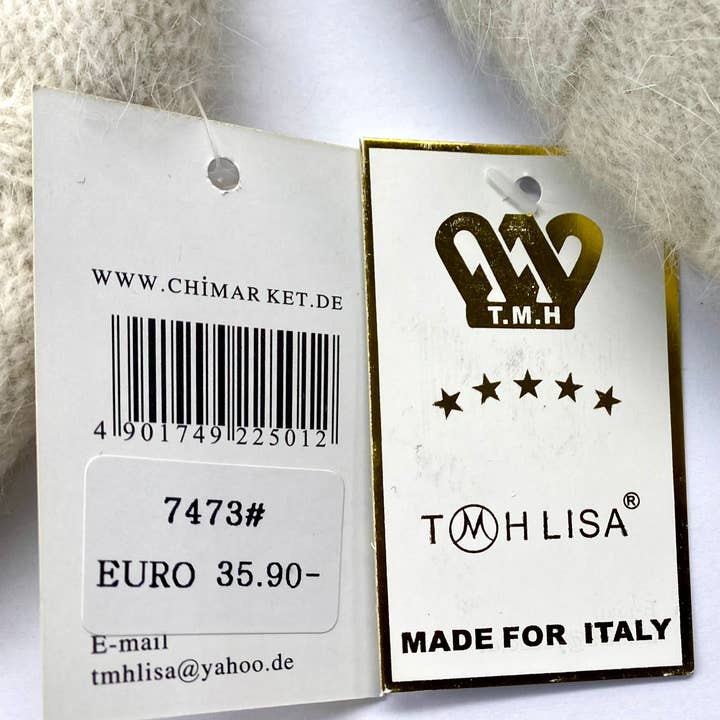 WWW.CHİMAR KET.DE
4 901749 225012
7473#
EURO 35.90-
E-mail
tmhlisa@yahoo.de
T.M.H
TMH LISA®
MADE FOR ITALY